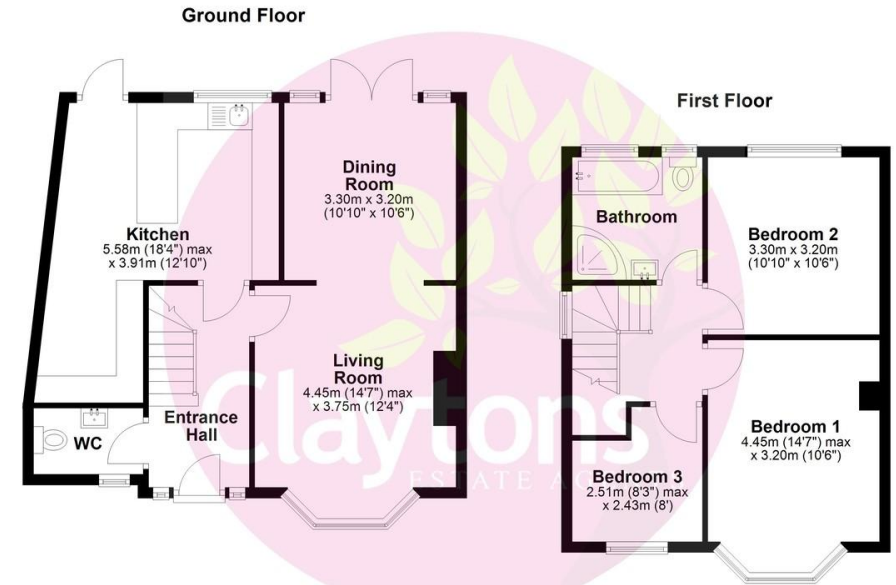 Ground Floor
First Floor
Dining
Room
3.30m x 3.20m
(10'10" x 10'6")
Kitchen
5.58m (18'4") max
x 3.91m (12'10")
Bathroom
Bedroom 2
3.30m x 3.20m
(10'10" x 10'6")
Living
Room
4.45m (14'7") max
x 3.75m (12'4")
Entrance
Hall
WC
Bedroom 1
4.45m (14'7") max
x 3.20m (10'6")
Bedroom 3
2.51m (8'3") max
x 2.43m (8')
Claytons
ESTATE AGE